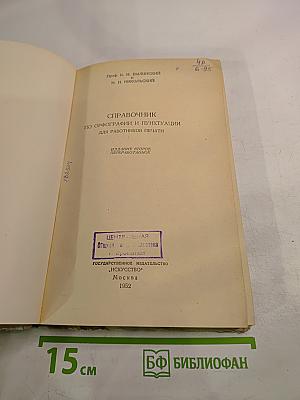 Проф. К. И. БЫЛИНСКИЙ
и
Н. Н. НИКОЛЬСКИЙ
СПРАВОЧНИК
ПО ОРФОГРАФИИ И ПУНКТУАЦИИ
ДЛЯ РАБОТНИКОВ ПЕЧАТИ
ИЗДАНИЕ ВТОРОЕ
ПЕРЕРАБОТАННОЕ
ЦЕНТРАЛЬНАЯ
ГОСУДАРСТВЕННОЕ ИЗДАТЕЛЬСТВО
„ИСКУССТВО"
Москва
1952
15 см
БФ БИБЛИОФАН